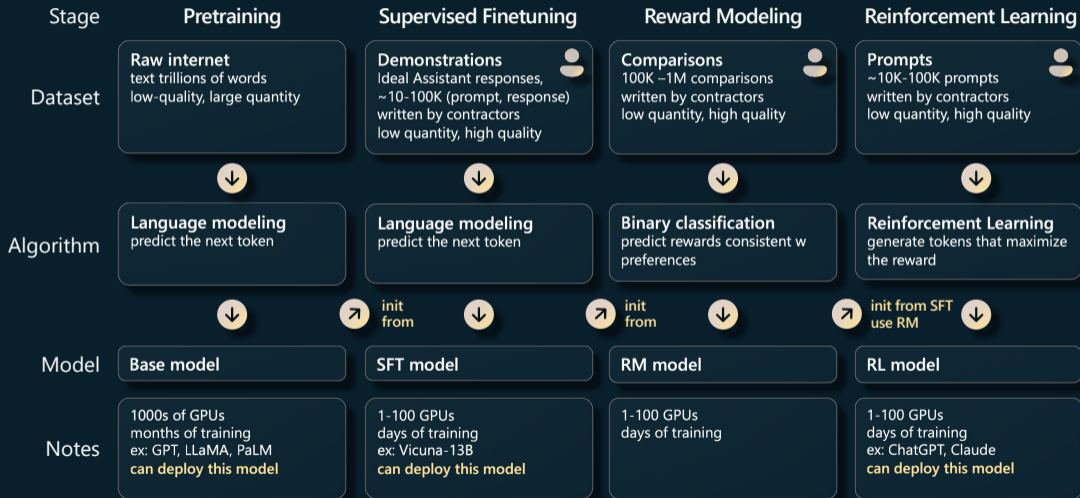 Stage
Pretraining
Supervised Finetuning
Reward Modeling
Reinforcement Learning
Dataset
Raw internet
text trillions of words
low-quality, large quantity
Demonstrations
Ideal Assistant responses,
~10-100K (prompt, response)
written by contractors
low quantity, high quality
Comparisons
100K –1M comparisons
written by contractors
low quantity, high quality
Prompts
~10K-100K prompts
written by contractors
low quantity, high quality
Algorithm
Language modeling
predict the next token
Language modeling
predict the next token
Binary classification
predict rewards consistent w
preferences
Reinforcement Learning
generate tokens that maximize
the reward
init
from
init
from
init from SFT
use RM
Model
Base model
SFT model
RM model
RL model
Notes
1000s of GPUs
months of training
ex: GPT, LLaMA, PaLM
can deploy this model
1-100 GPUs
days of training
ex: Vicuna-13B
can deploy this model
1-100 GPUs
days of training
1-100 GPUs
days of training
ex: ChatGPT, Claude
can deploy this model